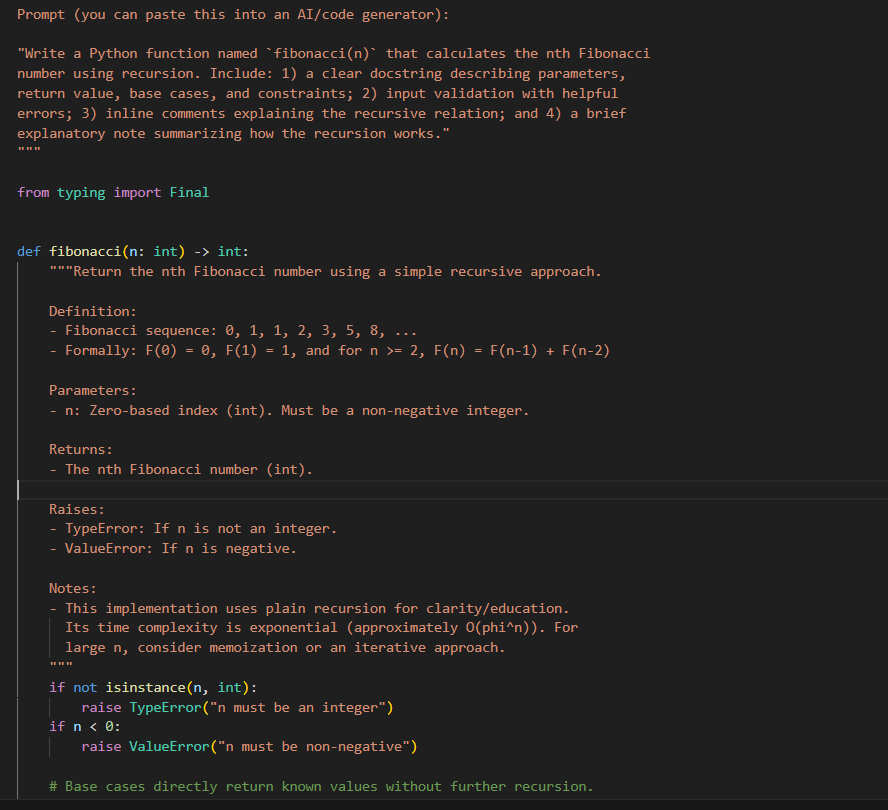 Prompt (you can paste this into an AI/code generator):

"Write a Python function named `fibonacci(n)` that calculates the nth Fibonacci
number using recursion. Include: 1) a clear docstring describing parameters,
return value, base cases, and constraints; 2) input validation with helpful
errors; 3) inline comments explaining the recursive relation; and 4) a brief
explanatory note summarizing how the recursion works."
"""

from typing import Final


def fibonacci(n: int) -> int:
    """Return the nth Fibonacci number using a simple recursive approach.

    Definition:
    - Fibonacci sequence: 0, 1, 1, 2, 3, 5, 8, ...
    - Formally: F(0) = 0, F(1) = 1, and for n >= 2, F(n) = F(n-1) + F(n-2)

    Parameters:
    - n: Zero-based index (int). Must be a non-negative integer.

    Returns:
    - The nth Fibonacci number (int).

    Raises:
    - TypeError: If n is not an integer.
    - ValueError: If n is negative.

    Notes:
    - This implementation uses plain recursion for clarity/education.
      Its time complexity is exponential (approximately O(phi^n)). For
      large n, consider memoization or an iterative approach.
    """
    if not isinstance(n, int):
        raise TypeError("n must be an integer")
    if n < 0:
        raise ValueError("n must be non-negative")

    # Base cases directly return known values without further recursion.